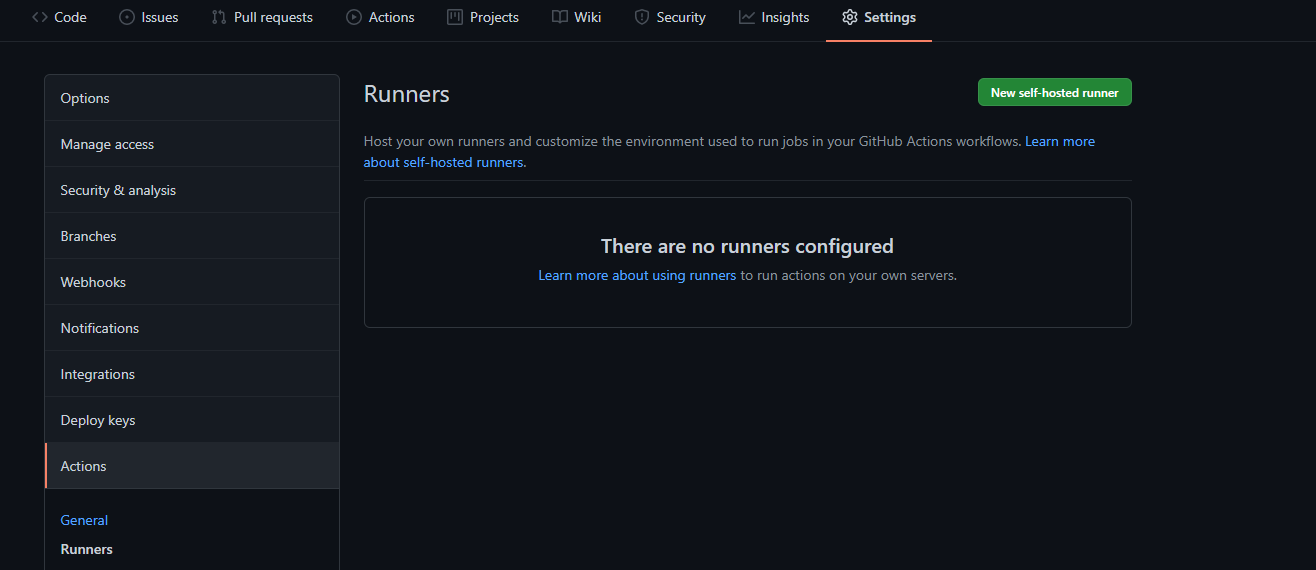 Code Issues Pull requests Actions Projects Wiki Security Insights Settings
Options
Manage access
Security & analysis
Branches
Webhooks
Notifications
Integrations
Deploy keys
Actions
General
Runners
Runners
New self-hosted runner
Host your own runners and customize the environment used to run jobs in your GitHub Actions workflows. Learn more
about self-hosted runners.
There are no runners configured
Learn more about using runners to run actions on your own servers.